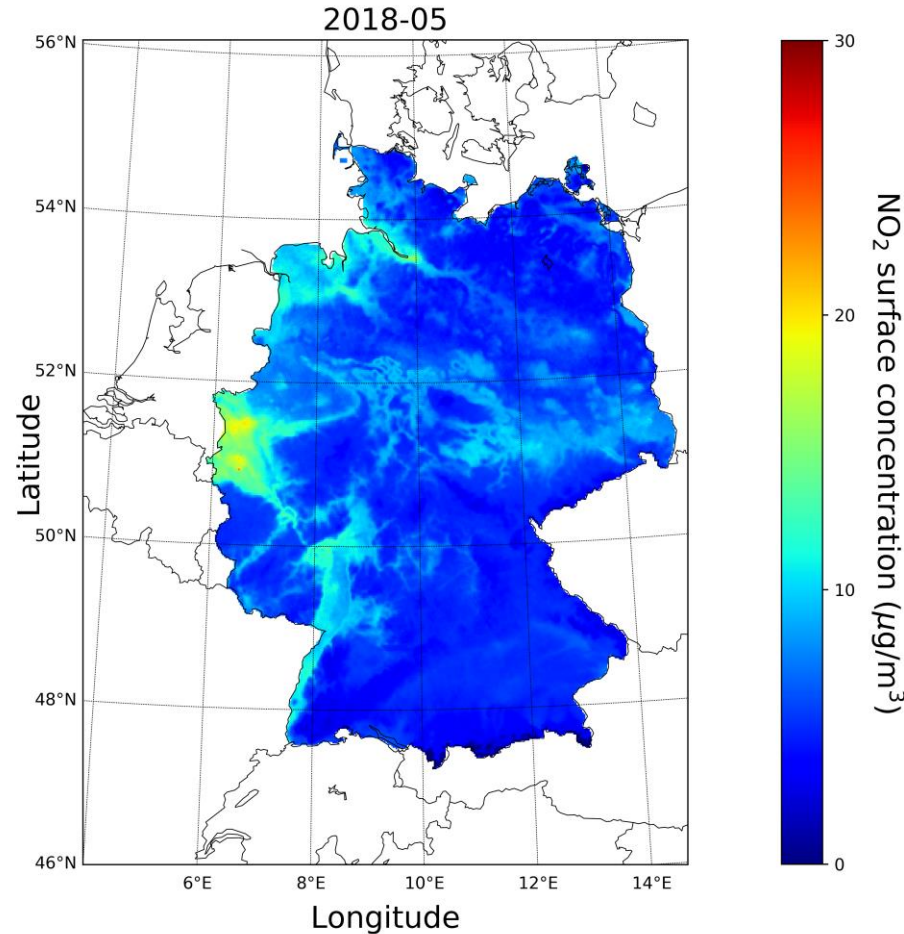 2018-05
56°N
54°N
52°N
50°N
48°N
46°N
Latitude
6°E 8°E 10°E 12°E 14°E
Longitude
30
20
10
0
NO₂ surface concentration (μg/m³)